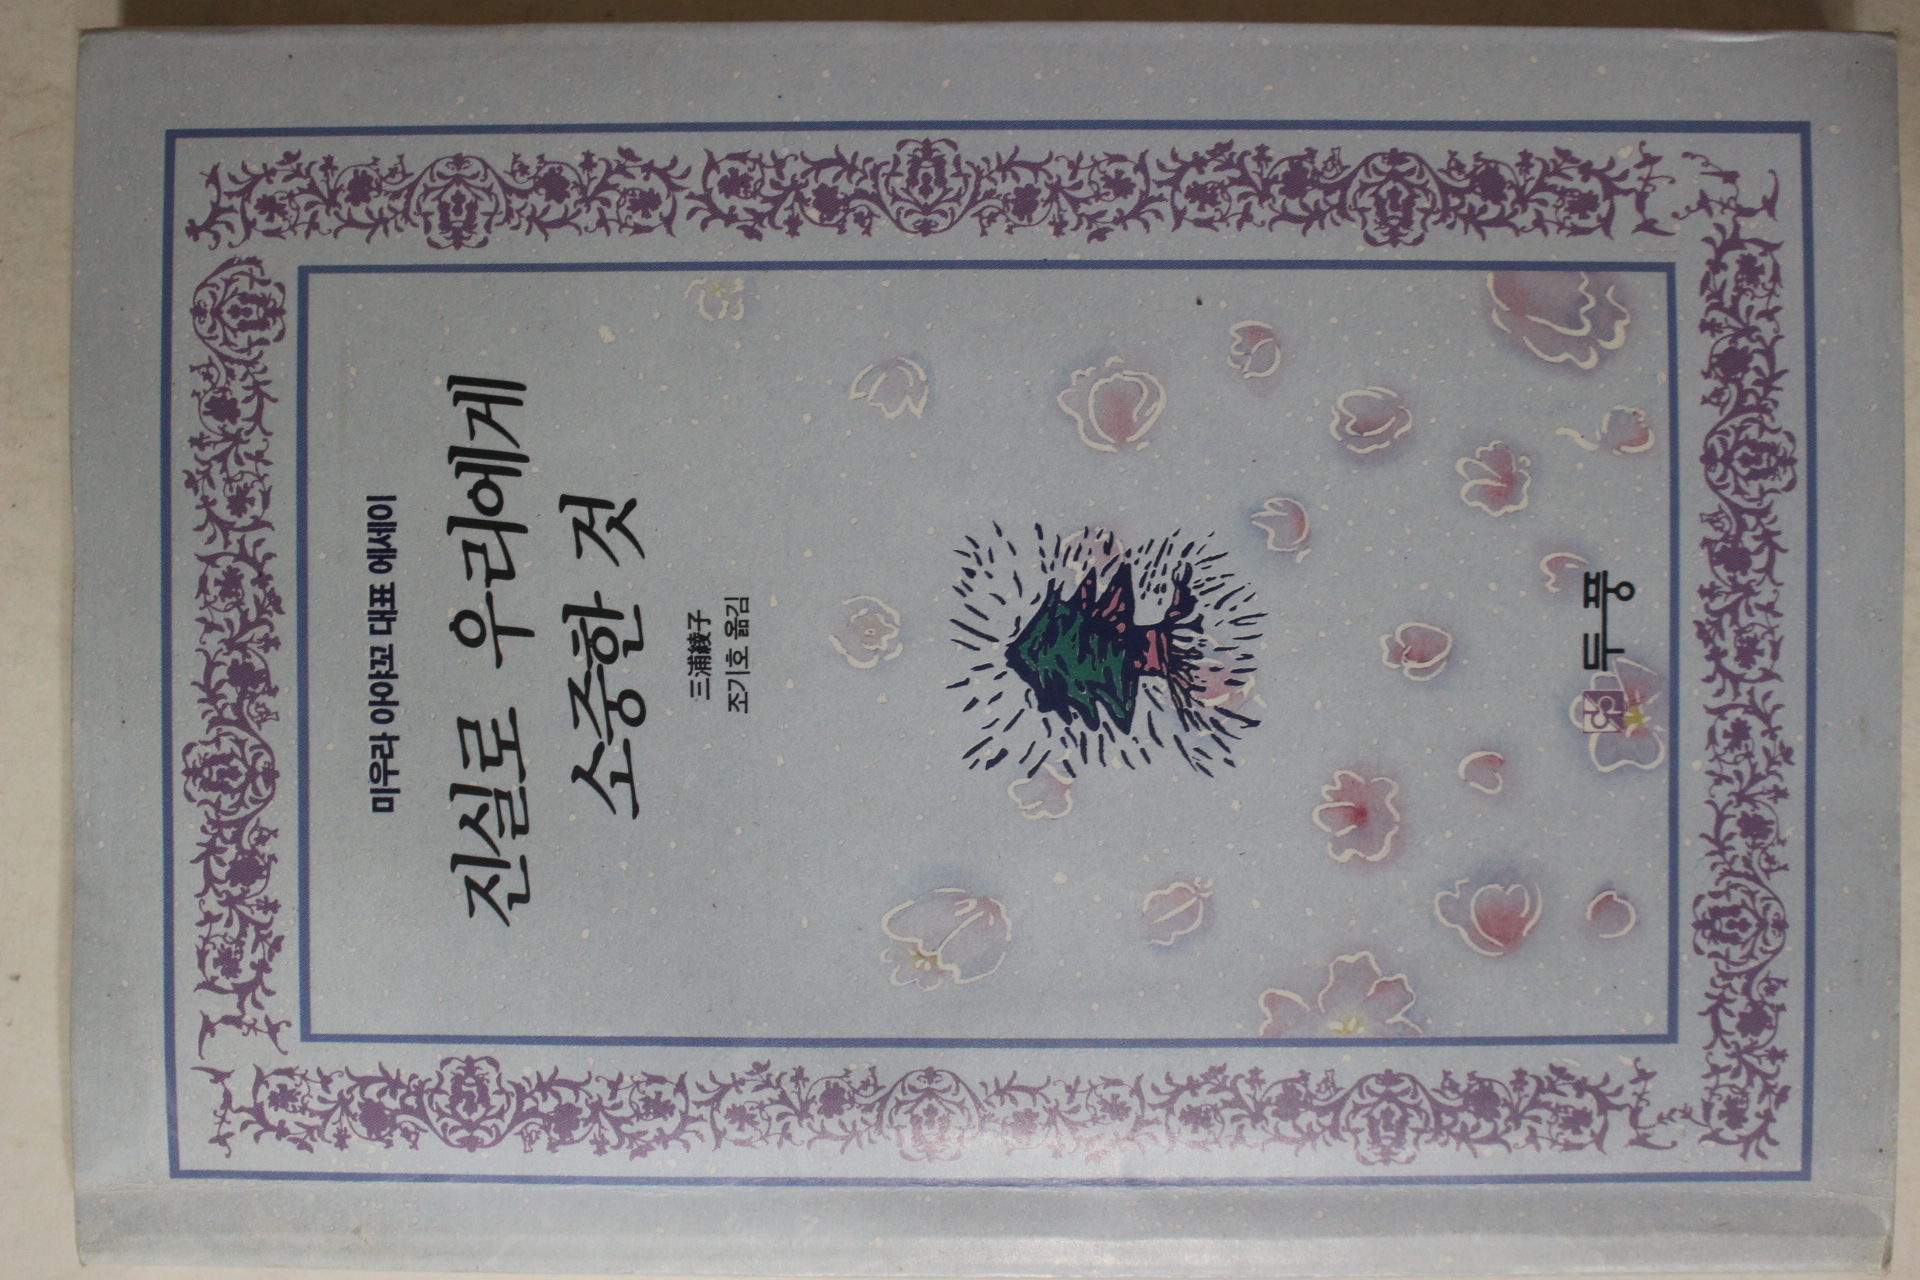 미우라 아야꼬 대표 에세이
진실로 우리에게
소중한 것
三浦綾子
조기호 옮김
두풍